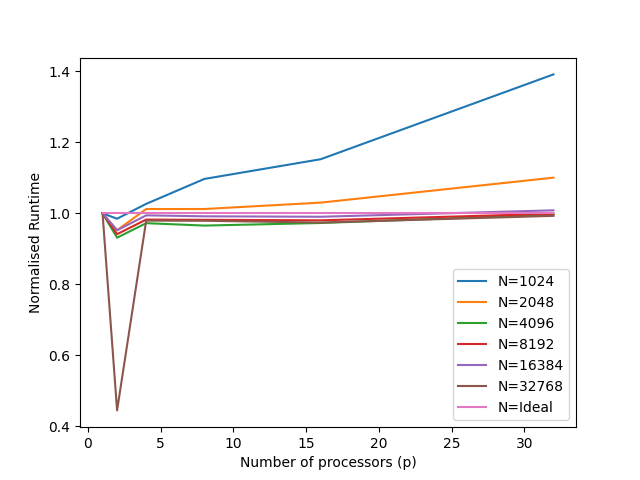 1.4
1.2
1.0
0.8
0.6
0.4
Normalised Runtime
N=1024
N=2048
N=4096
N=8192
N=16384
N=32768
N=Ideal
0 5 10 15 20 25 30
Number of processors (p)